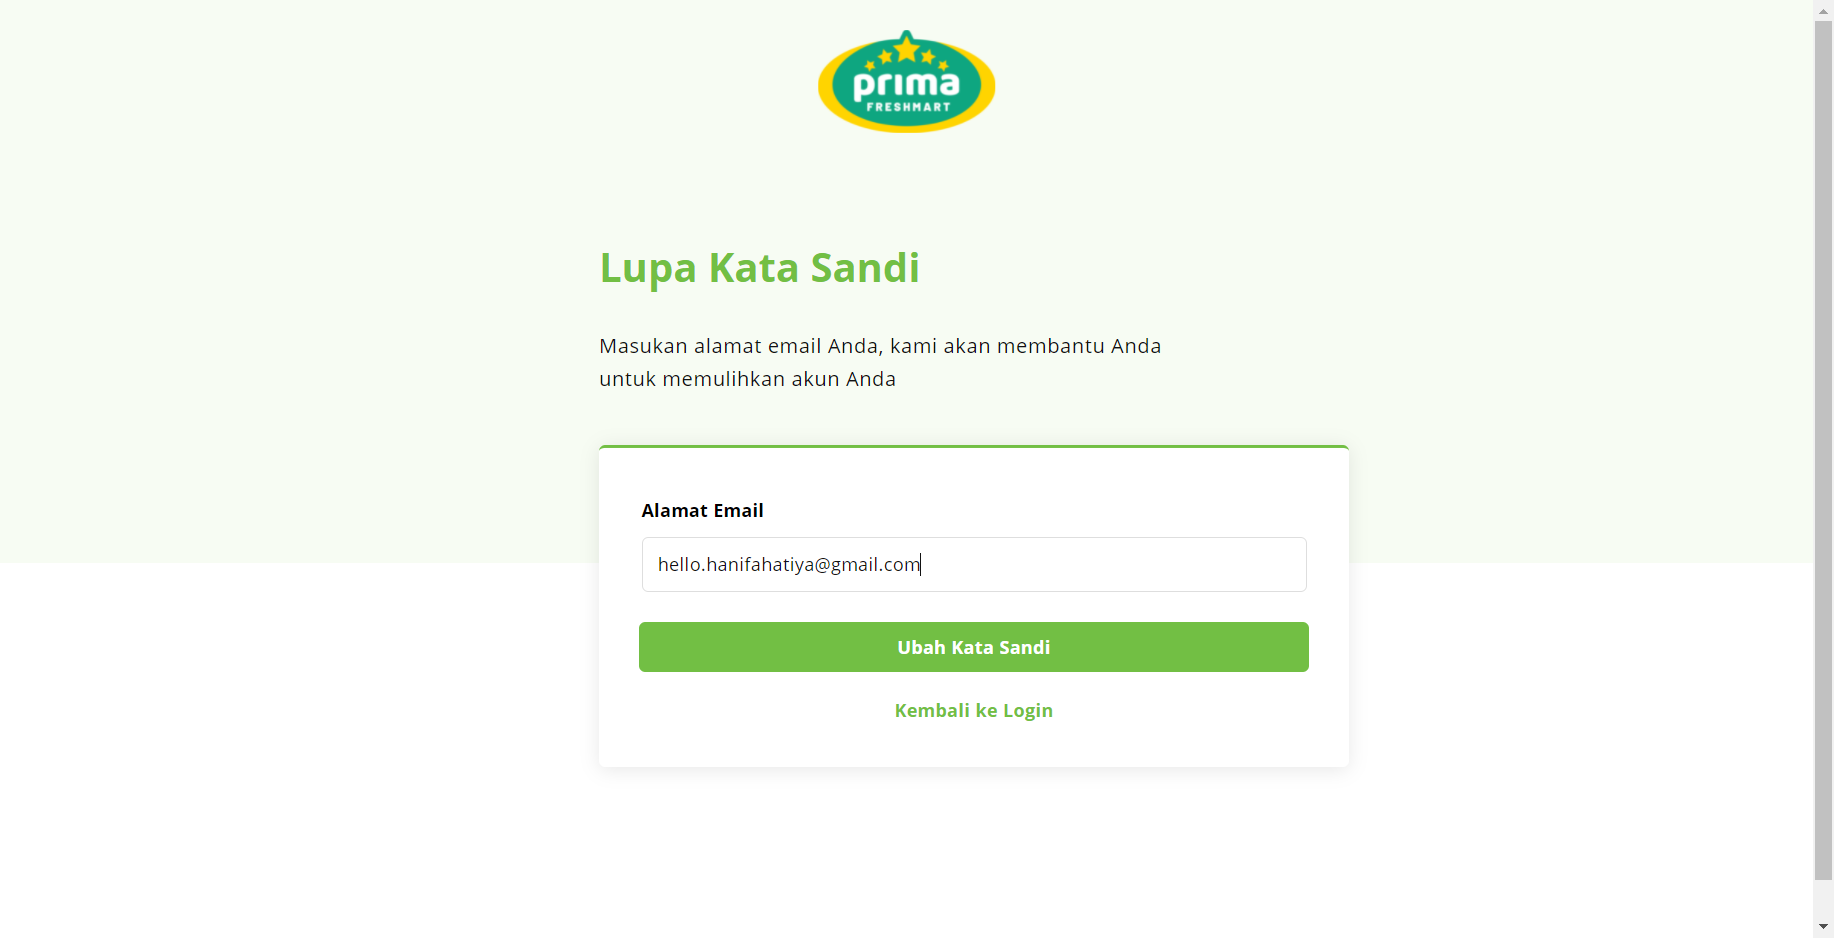 prima
FRESHMART
Lupa Kata Sandi
Masukan alamat email Anda, kami akan membantu Anda
untuk memulihkan akun Anda
Alamat Email
hello.hanifahatiya@gmail.com
Ubah Kata Sandi
Kembali ke Login